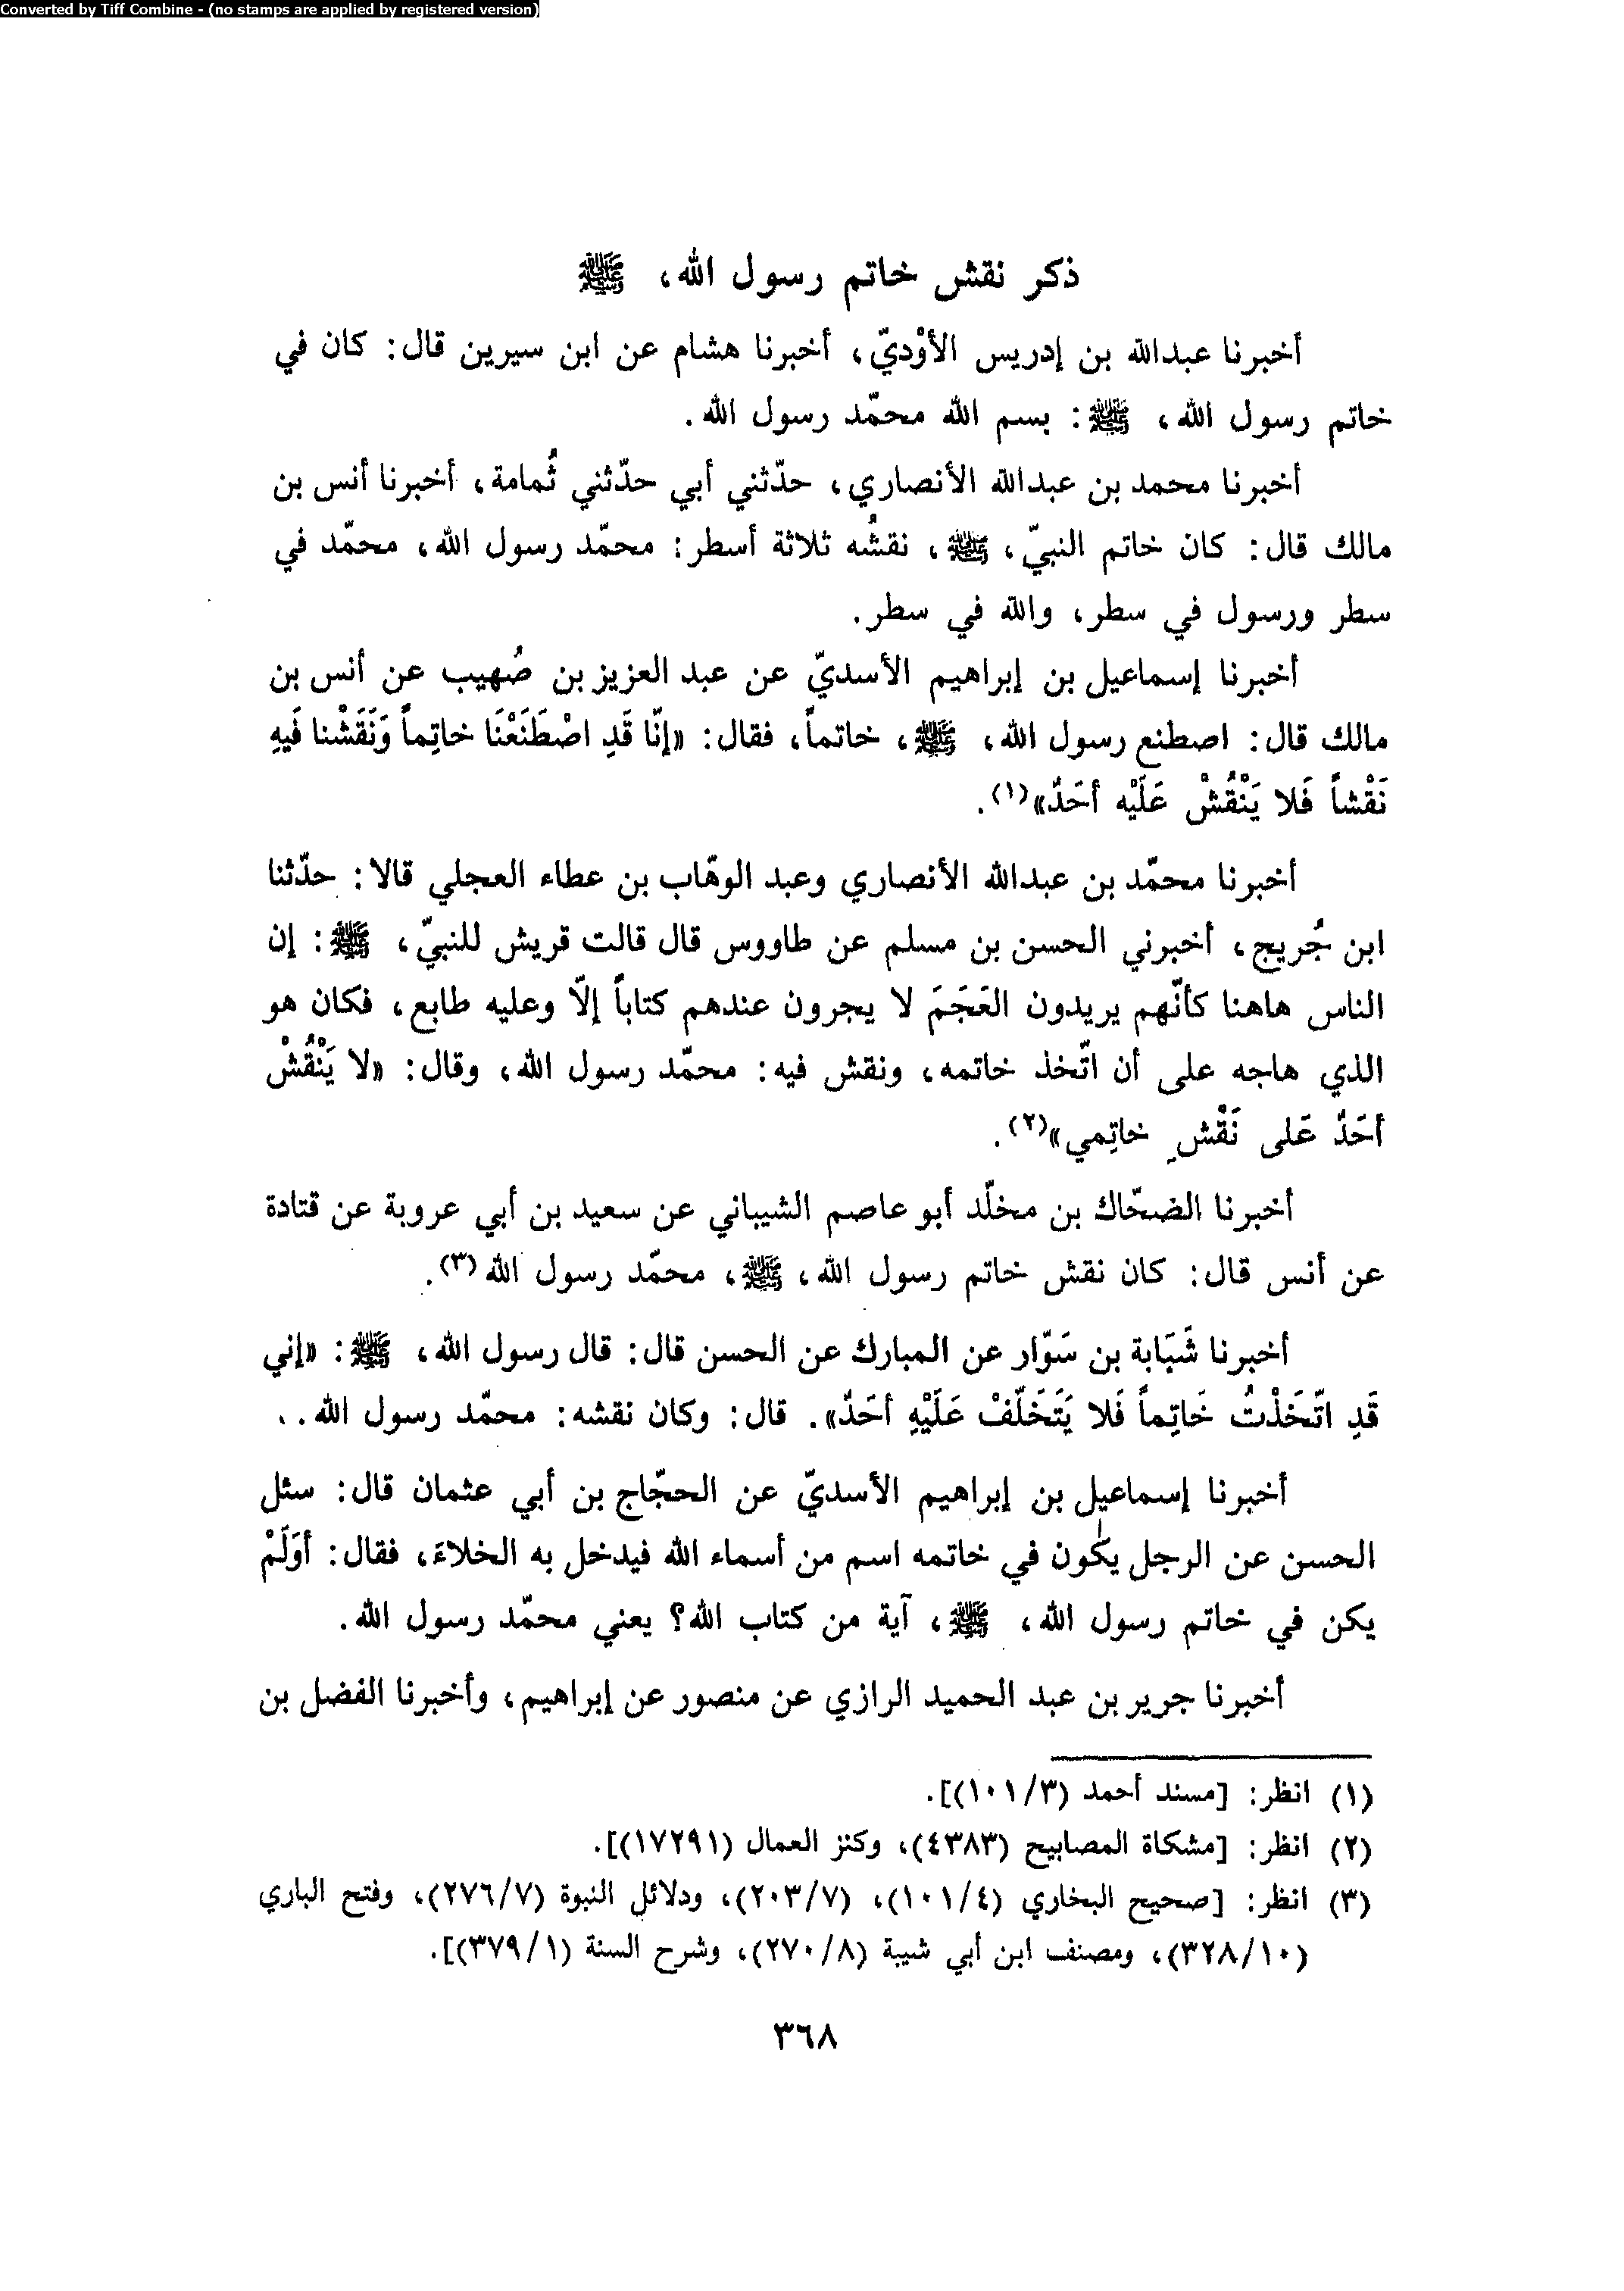 Converted by Tiff Combine - (no stamps are applied by registered version)
ذكر نقش خاتم رسول الله، ﷺ
أخبرنا عبدالله بن إدريس الأوْديّ، أخبرنا هشام عن ابن سيرين قال: كان في
خاتم رسول الله، ﷺ: بسم الله محمّد رسول الله.
أخبرنا محمد بن عبدالله الأنصاري، حدّثني أبي حدّثني ثُمامة، أخبرنا أنس بن
مالك قال: كان خاتم النبيّ، ﷺ، نقشُه ثلاثة أسطر: محمّد رسول الله، محمّد في
سطر ورسول في سطر، والله في سطر.
أخبرنا إسماعيل بن إبراهيم الأسديّ عن عبد العزيز بن صُهيب عن أنس بن
مالك قال: اصطنع رسول الله، ﷺ، خاتماً، فقال: «إنّا قَدِ اصْطَنَعْنَا خاتِماً وَنَقَشْنا فَيهِ
نَقْشاً فَلا يَنْقُشْ عَلَيْه أحَدٌ»(١).
أخبرنا محمّد بن عبدالله الأنصاري وعبد الوهّاب بن عطاء العجلي قالا: حدّثنا
ابن جُريج، أخبرني الحسن بن مسلم عن طاووس قال قالت قريش للنبيّ، ﷺ: إن
الناس هاهنا كأنّهم يريدون العَجَمَ لا يجرون عندهم كتاباً إلّا وعليه طابع، فكان هو
الذي هاجه على أن اتّخذ خاتمه، ونقش فيه: محمّد رسول الله، وقال: «لا يَنْقُشْ
أحَدٌ عَلى نَقْشِ خاتِمي»(٢).
أخبرنا الضحّاك بن مخلّد أبو عاصم الشيباني عن سعيد بن أبي عروبة عن قتادة
عن أنس قال: كان نقش خاتم رسول الله، ﷺ، محمّد رسول الله(٣).
أخبرنا شَبَابة بن سَوّار عن المبارك عن الحسن قال: قال رسول الله، ﷺ: «إني
قَدِ اتّخَذْتُ خَاتِماً فَلا يَتَخَلّفْ عَلَيْهِ أحَدٌ». قال: وكان نقشه: محمّد رسول الله..
أخبرنا إسماعيل بن إبراهيم الأسديّ عن الحجّاج بن أبي عثمان قال: سئل
الحسن عن الرجل يكون في خاتمه اسم من أسماء الله فيدخل به الخلاءَ، فقال: أوَلَمْ
يكن في خاتم رسول الله، ﷺ، آية من كتاب الله؟ يعني محمّد رسول الله.
أخبرنا جرير بن عبد الحميد الرازي عن منصور عن إبراهيم، وأخبرنا الفضل بن
(١) انظر: [مسند أحمد (١٠١/٣)].
(٢) انظر: [مشكاة المصابيح (٤٣٨٣)، وكنز العمال (١٧٢٩١)].
(٣) انظر: [صحيح البخاري (١٠١/٤)، (٢٠٣/٧)، ودلائل النبوة (٢٧٦/٧)، وفتح الباري
(٣٢٨/١٠)، ومصنف ابن أبي شيبة (٢٧٠/٨)، وشرح السنة (٣٧٩/١)].
٣٦٨